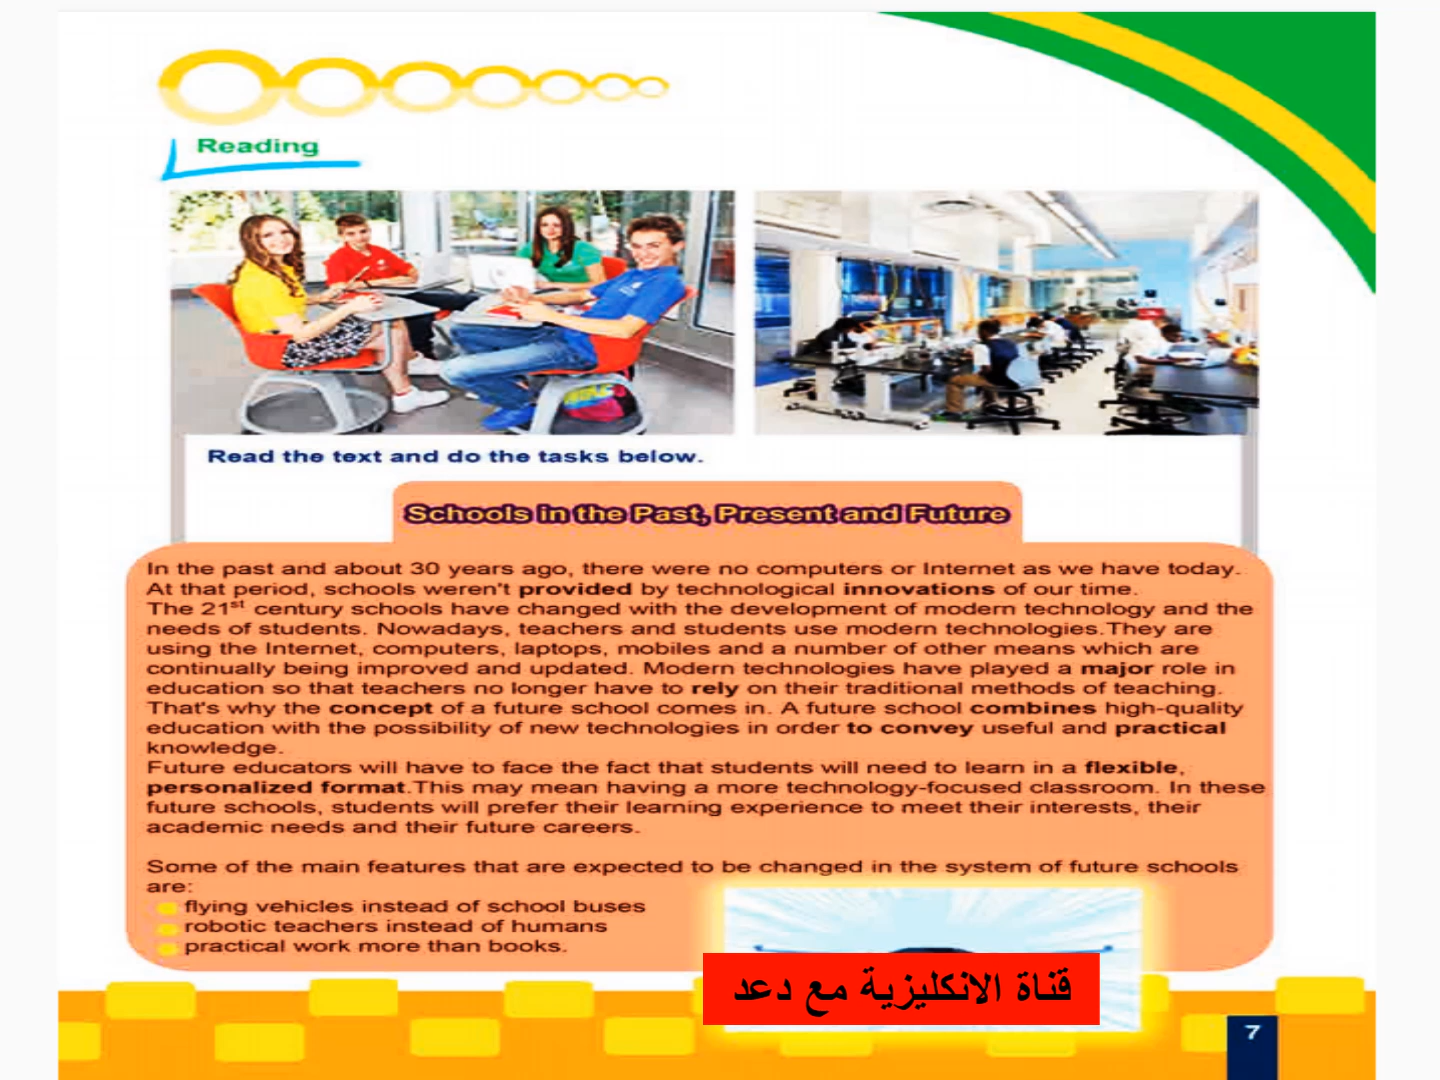 Reading
Read the text and do the tasks below.
Schools in the Past, Present and Future
In the past and about 30 years ago, there were no computers or Internet as we have today.
At that period, schools weren't provided by technological innovations of our time.
The 21st century schools have changed with the development of modern technology and the
needs of students. Nowadays, teachers and students use modern technologies.They are
using the Internet, computers, laptops, mobiles and a number of other means which are
continually being improved and updated. Modern technologies have played a major role in
education so that teachers no longer have to rely on their traditional methods of teaching.
That's why the concept of a future school comes in. A future school combines high-quality
education with the possibility of new technologies in order to convey useful and practical
knowledge.
Future educators will have to face the fact that students will need to learn in a flexible,
personalized format.This may mean having a more technology-focused classroom. In these
future schools, students will prefer their learning experience to meet their interests, their
academic needs and their future careers.
Some of the main features that are expected to be changed in the system of future schools
are:
flying vehicles instead of school buses
robotic teachers instead of humans
practical work more than books.
قناة الانكليزية مع دعد
7